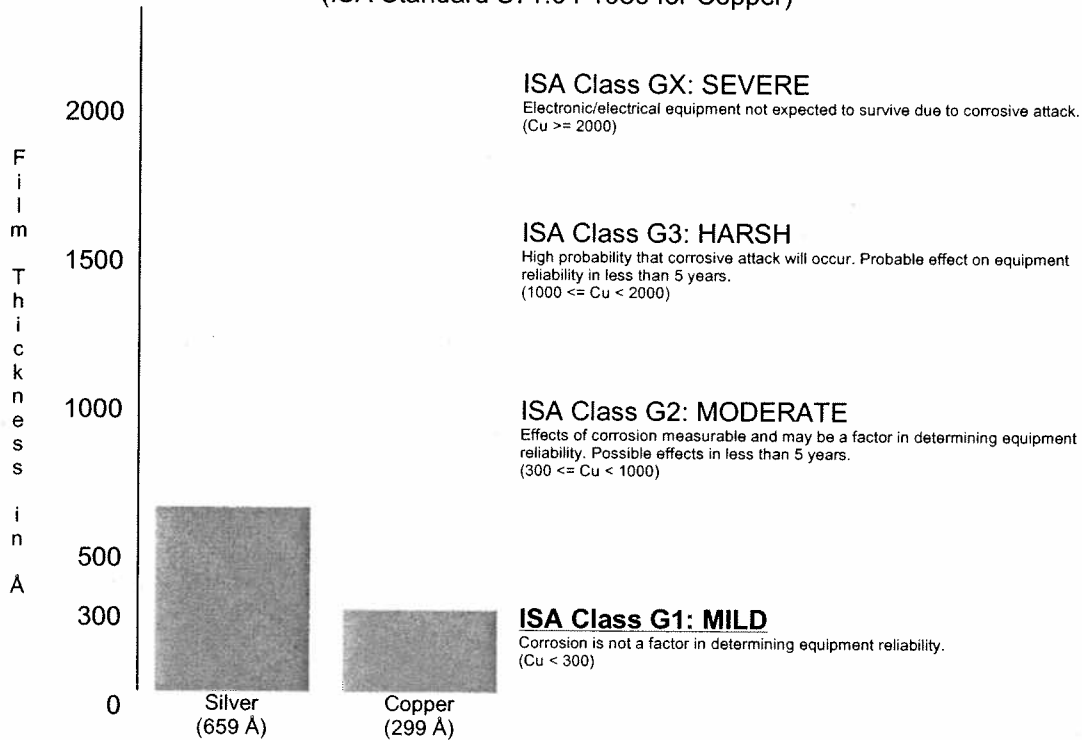 2000
1500
1000
500
300
0
Film Thickness in Å
ISA Class GX: SEVERE
Electronic/electrical equipment not expected to survive due to corrosive attack.
(Cu >= 2000)
ISA Class G3: HARSH
High probability that corrosive attack will occur. Probable effect on equipment
reliability in less than 5 years.
(1000 <= Cu < 2000)
ISA Class G2: MODERATE
Effects of corrosion measurable and may be a factor in determining equipment
reliability. Possible effects in less than 5 years.
(300 <= Cu < 1000)
ISA Class G1: MILD
Corrosion is not a factor in determining equipment reliability.
(Cu < 300)
Silver
(659 Å)
Copper
(299 Å)